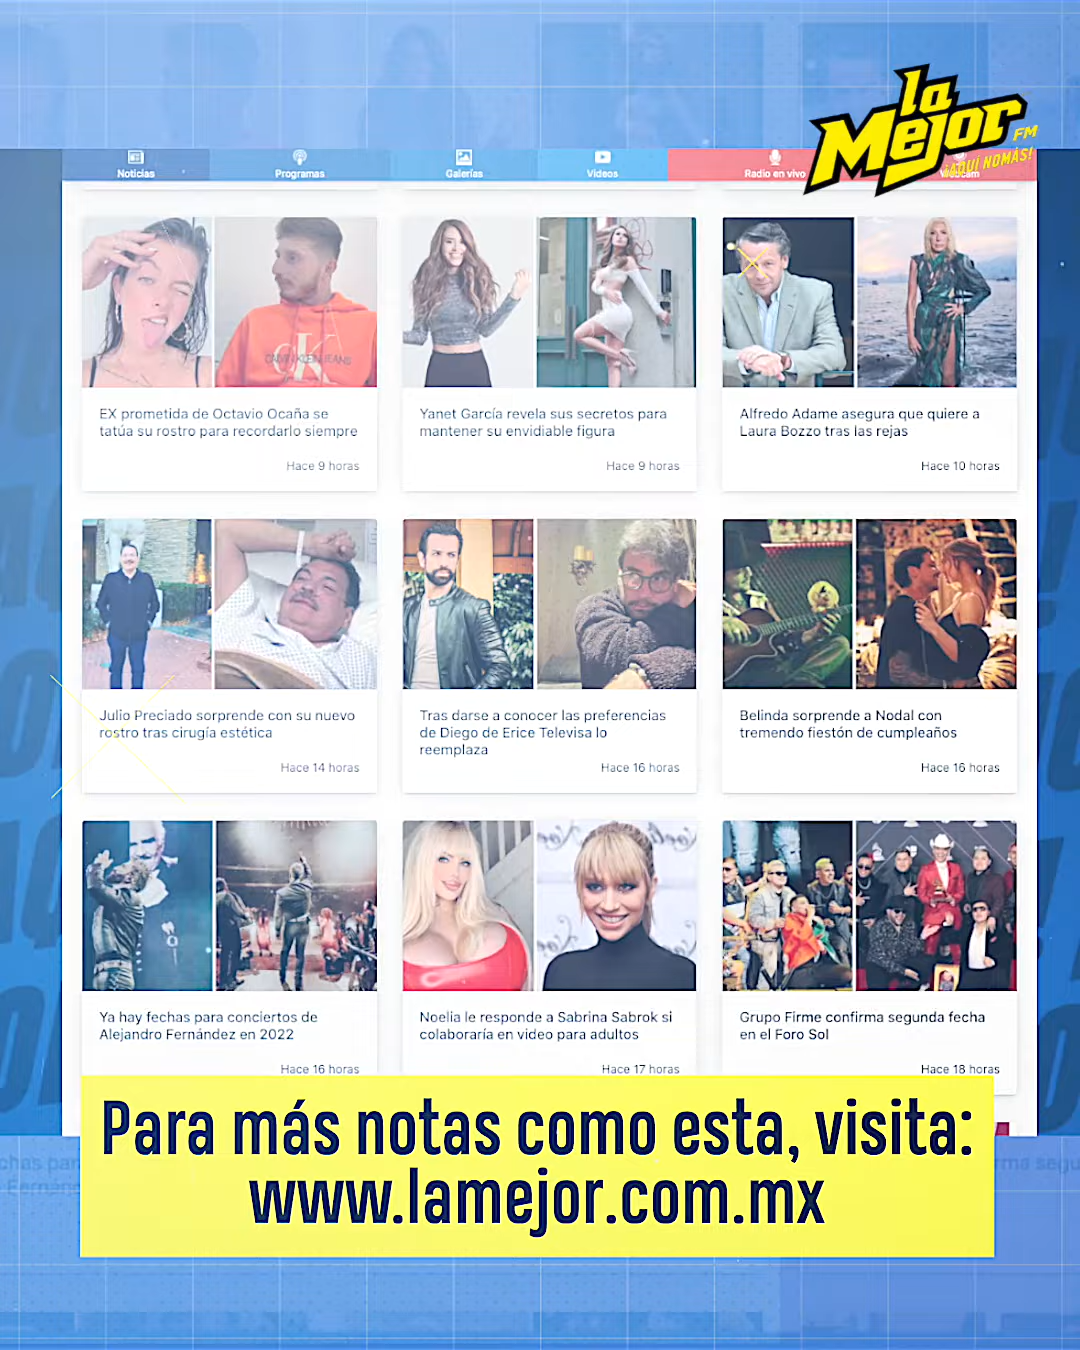 la
Mejor
FM
¡AQUÍ NOMÁS!
Noticias
Programas
Galerías
Videos
Radio en vivo
Webcam
CALVIN KLEIN JEANS
EX prometida de Octavio Ocaña se
tatúa su rostro para recordarlo siempre
Hace 9 horas
Yanet García revela sus secretos para
mantener su envidiable figura
Hace 9 horas
Alfredo Adame asegura que quiere a
Laura Bozzo tras las rejas
Hace 10 horas
Julio Preciado sorprende con su nuevo
rostro tras cirugía estética
Hace 14 horas
Tras darse a conocer las preferencias
de Diego de Erice Televisa lo
reemplaza
Hace 16 horas
Belinda sorprende a Nodal con
tremendo fiestón de cumpleaños
Hace 16 horas
Ya hay fechas para conciertos de
Alejandro Fernández en 2022
Hace 16 horas
Noelia le responde a Sabrina Sabrok si
colaboraría en video para adultos
Hace 17 horas
Grupo Firme confirma segunda fecha
en el Foro Sol
Hace 18 horas
Para más notas como esta, visita:
www.lamejor.com.mx